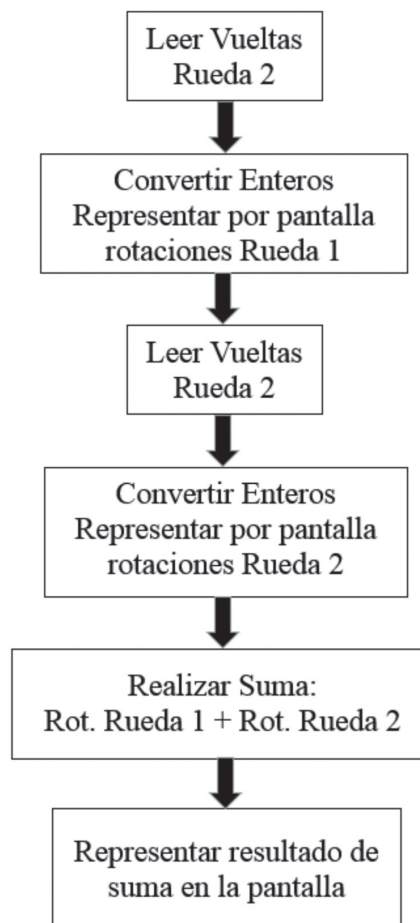 Leer Vueltas
Rueda 2
Convertir Enteros
Representar por pantalla
rotaciones Rueda 1
Leer Vueltas
Rueda 2
Convertir Enteros
Representar por pantalla
rotaciones Rueda 2
Realizar Suma:
Rot. Rueda 1 + Rot. Rueda 2
Representar resultado de
suma en la pantalla